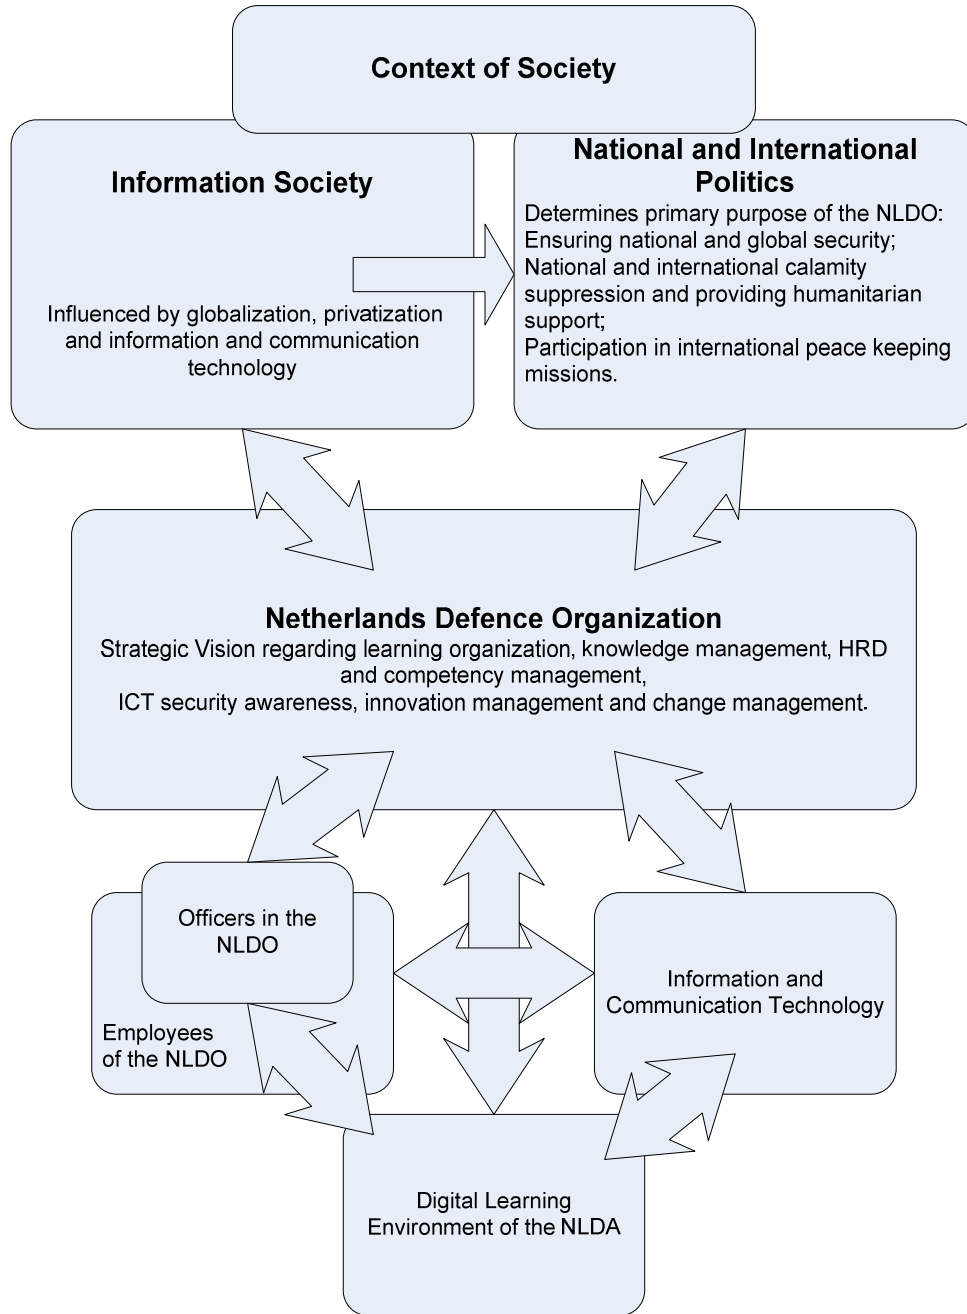 Context of Society
Information Society
Influenced by globalization, privatization
and information and communication
technology
National and International
Politics
Determines primary purpose of the NLDO:
Ensuring national and global security;
National and international calamity
suppression and providing humanitarian
support;
Participation in international peace keeping
missions.
Netherlands Defence Organization
Strategic Vision regarding learning organization, knowledge management, HRD
and competency management,
ICT security awareness, innovation management and change management.
Officers in the
NLDO
Employees
of the NLDO
Information and
Communication Technology
Digital Learning
Environment of the NLDA